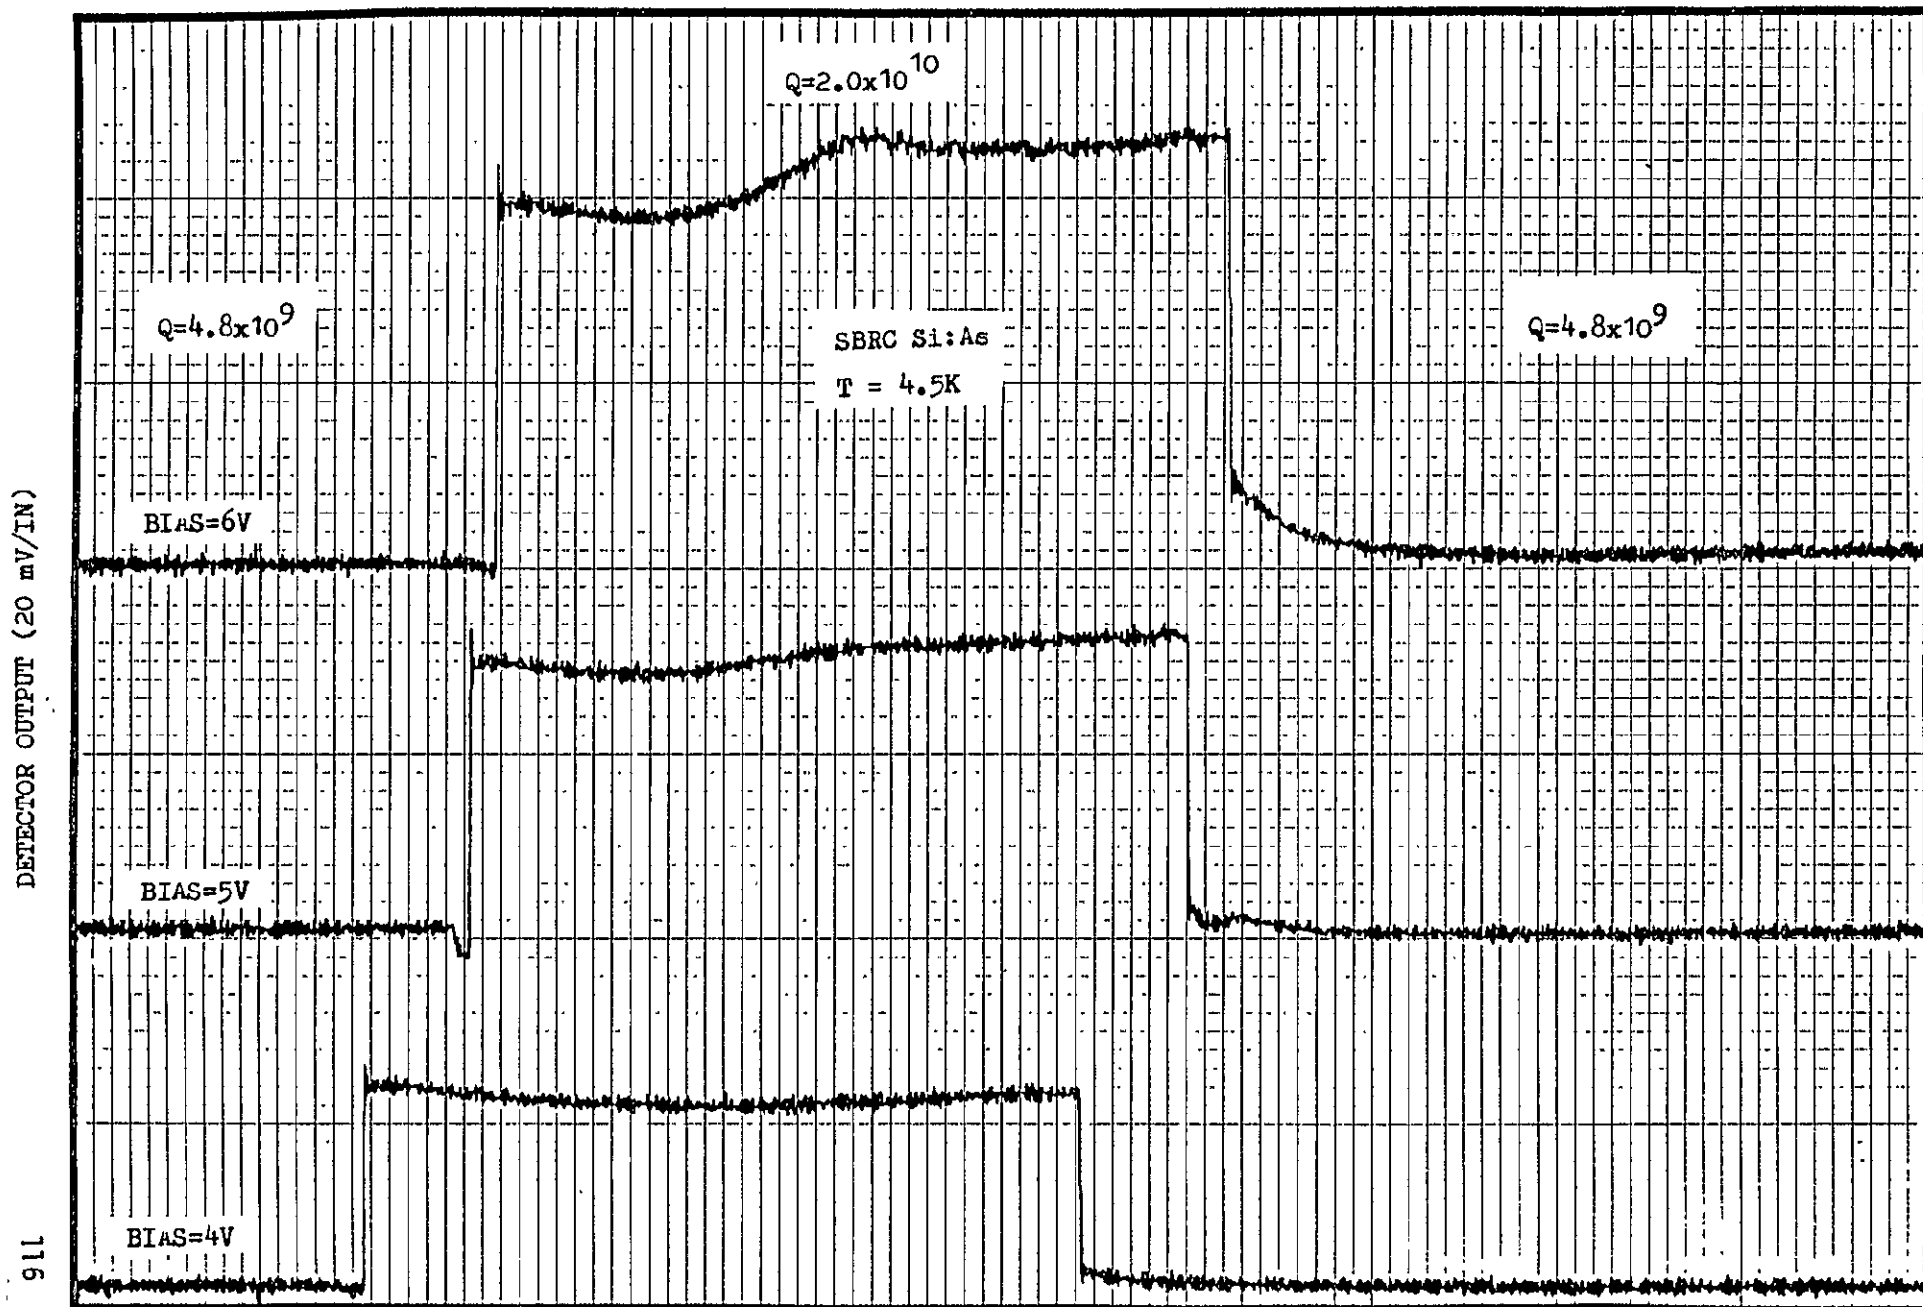 Q=2.0x10^10
Q=4.8x10^9
Q=4.8x10^9
SBRC Si:As
T = 4.5K
BIAS=6V
DETECTOR OUTPUT (20 mV/IN)
BIAS=5V
BIAS=4V
116